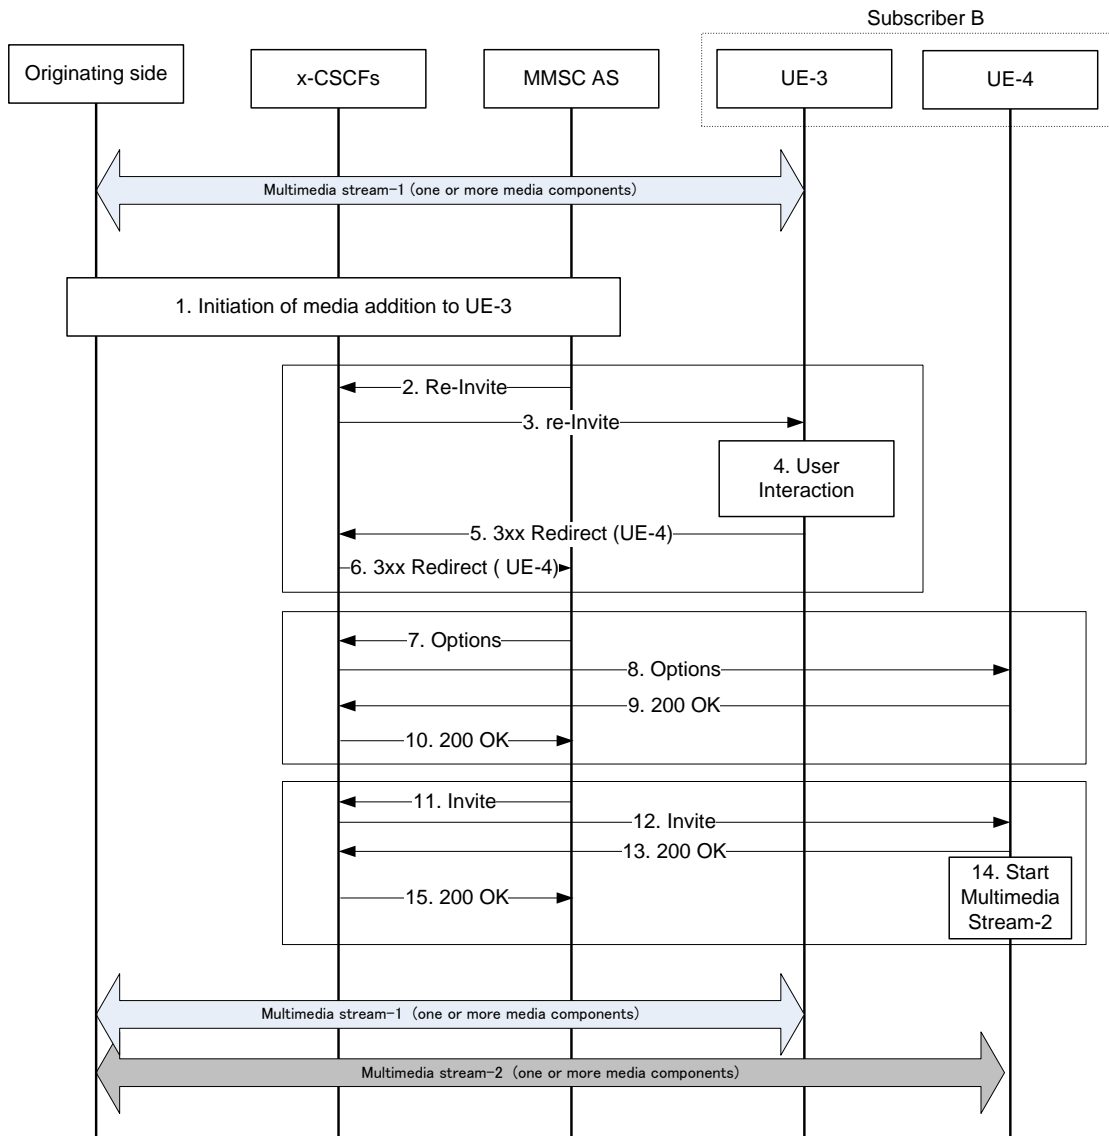 Subscriber B
Originating side
x-CSCFs
MMSC AS
UE-3
UE-4
Multimedia stream-1 (one or more media components)
1. Initiation of media addition to UE-3
2. Re-Invite
3. re-Invite
4. User
Interaction
5. 3xx Redirect (UE-4)
6. 3xx Redirect ( UE-4)
7. Options
8. Options
9. 200 OK
10. 200 OK
11. Invite
12. Invite
13. 200 OK
14. Start
Multimedia
Stream-2
15. 200 OK
Multimedia stream-1 (one or more media components)
Multimedia stream-2 (one or more media components)